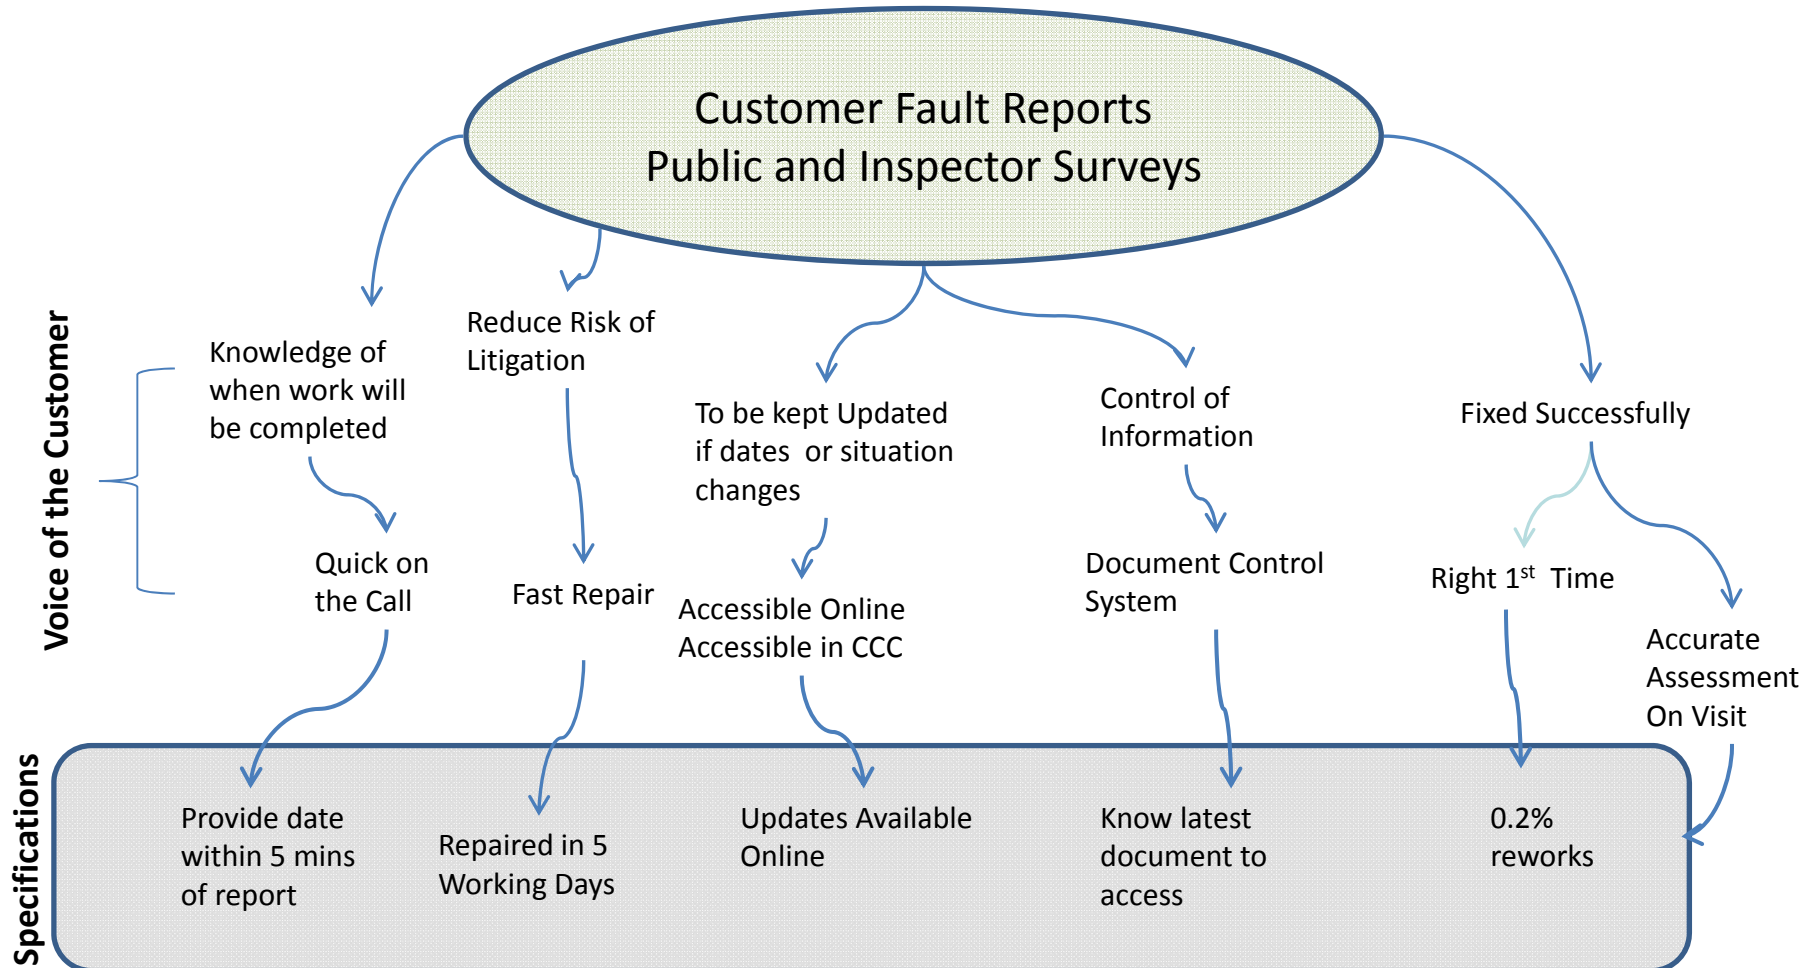 Customer Fault Reports
Public and Inspector Surveys
Voice of the Customer
Knowledge of
when work will
be completed
Reduce Risk of
Litigation
To be kept Updated
if dates  or situation
changes
Control of
Information
Fixed Successfully
Quick on
the Call
Fast Repair
Accessible Online
Accessible in CCC
Document Control
System
Right 1st  Time
Accurate
Assessment
On Visit
Specifications
Provide date
within 5 mins
of report
Repaired in 5
Working Days
Updates Available
Online
Know latest
document to
access
0.2%
reworks